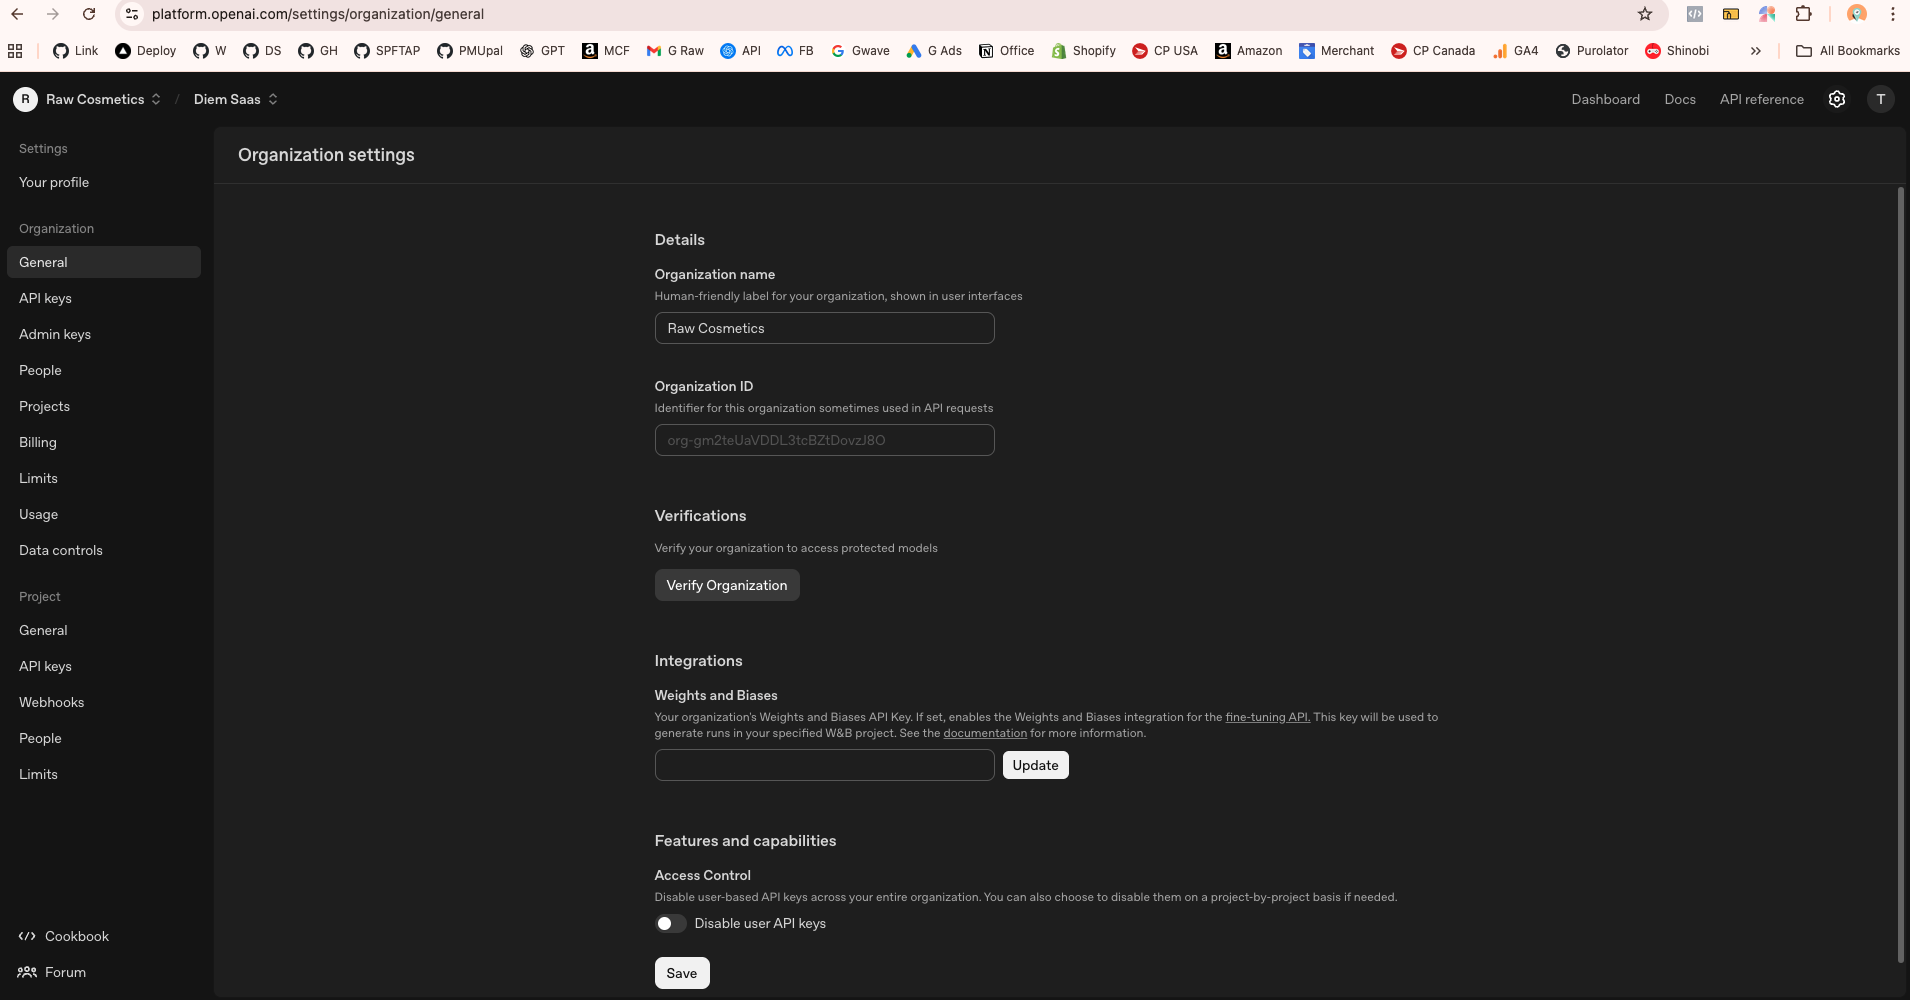 platform.openai.com/settings/organization/general
Link Deploy W DS GH SPFTAP PMUpal GPT MCF G Raw API FB Gwave G Ads Office Shopify CP USA Amazon Merchant CP Canada GA4 Purolator Shinobi All Bookmarks
R Raw Cosmetics / Diem Saas Dashboard Docs API reference T
Settings
Your profile
Organization
General
API keys
Admin keys
People
Projects
Billing
Limits
Usage
Data controls
Project
General
API keys
Webhooks
People
Limits
Cookbook
Forum
Organization settings
Details
Organization name
Human-friendly label for your organization, shown in user interfaces
Raw Cosmetics
Organization ID
Identifier for this organization sometimes used in API requests
org-gm2teUaVDDL3tcBZtDovzJ8O
Verifications
Verify your organization to access protected models
Verify Organization
Integrations
Weights and Biases
Your organization's Weights and Biases API Key. If set, enables the Weights and Biases integration for the fine-tuning API. This key will be used to
generate runs in your specified W&B project. See the documentation for more information.
Update
Features and capabilities
Access Control
Disable user-based API keys across your entire organization. You can also choose to disable them on a project-by-project basis if needed.
Disable user API keys
Save